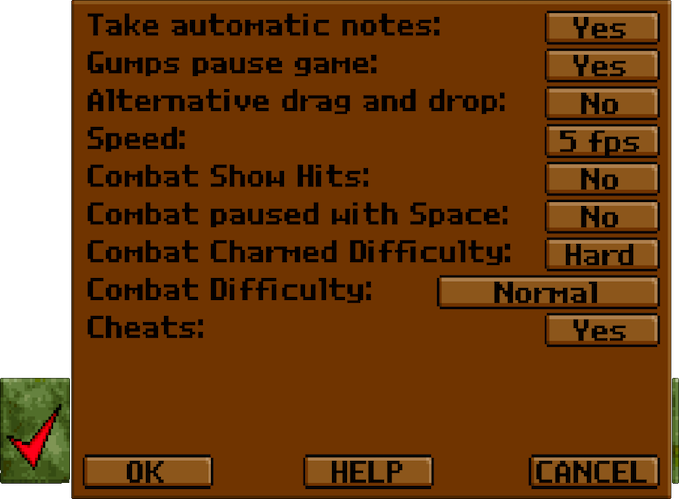 Take automatic notes: Yes
Gumps pause game: Yes
Alternative drag and drop: No
Speed: 5 fps
Combat Show Hits: No
Combat paused with Space: No
Combat Charmed Difficulty: Hard
Combat Difficulty: Normal
Cheats: Yes
OK HELP CANCEL